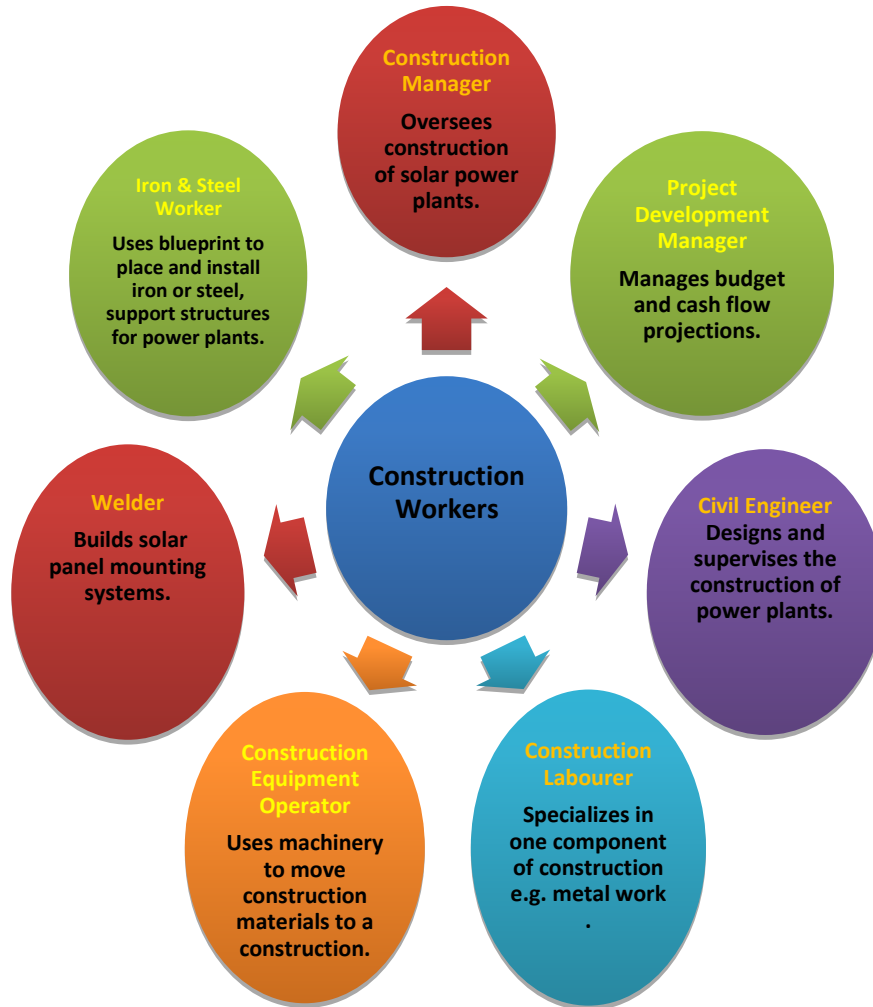 Construction
Manager
Oversees
construction
of solar power
plants.
Project
Development
Manager
Manages budget
and cash flow
projections.
Civil Engineer
Designs and
supervises the
construction of
power plants.
Construction
Labourer
Specializes in
one component
of construction
e.g. metal work
.
Construction
Equipment
Operator
Uses machinery
to move
construction
materials to a
construction.
Welder
Builds solar
panel mounting
systems.
Iron & Steel
Worker
Uses blueprint to
place and install
iron or steel,
support structures
for power plants.
Construction
Workers